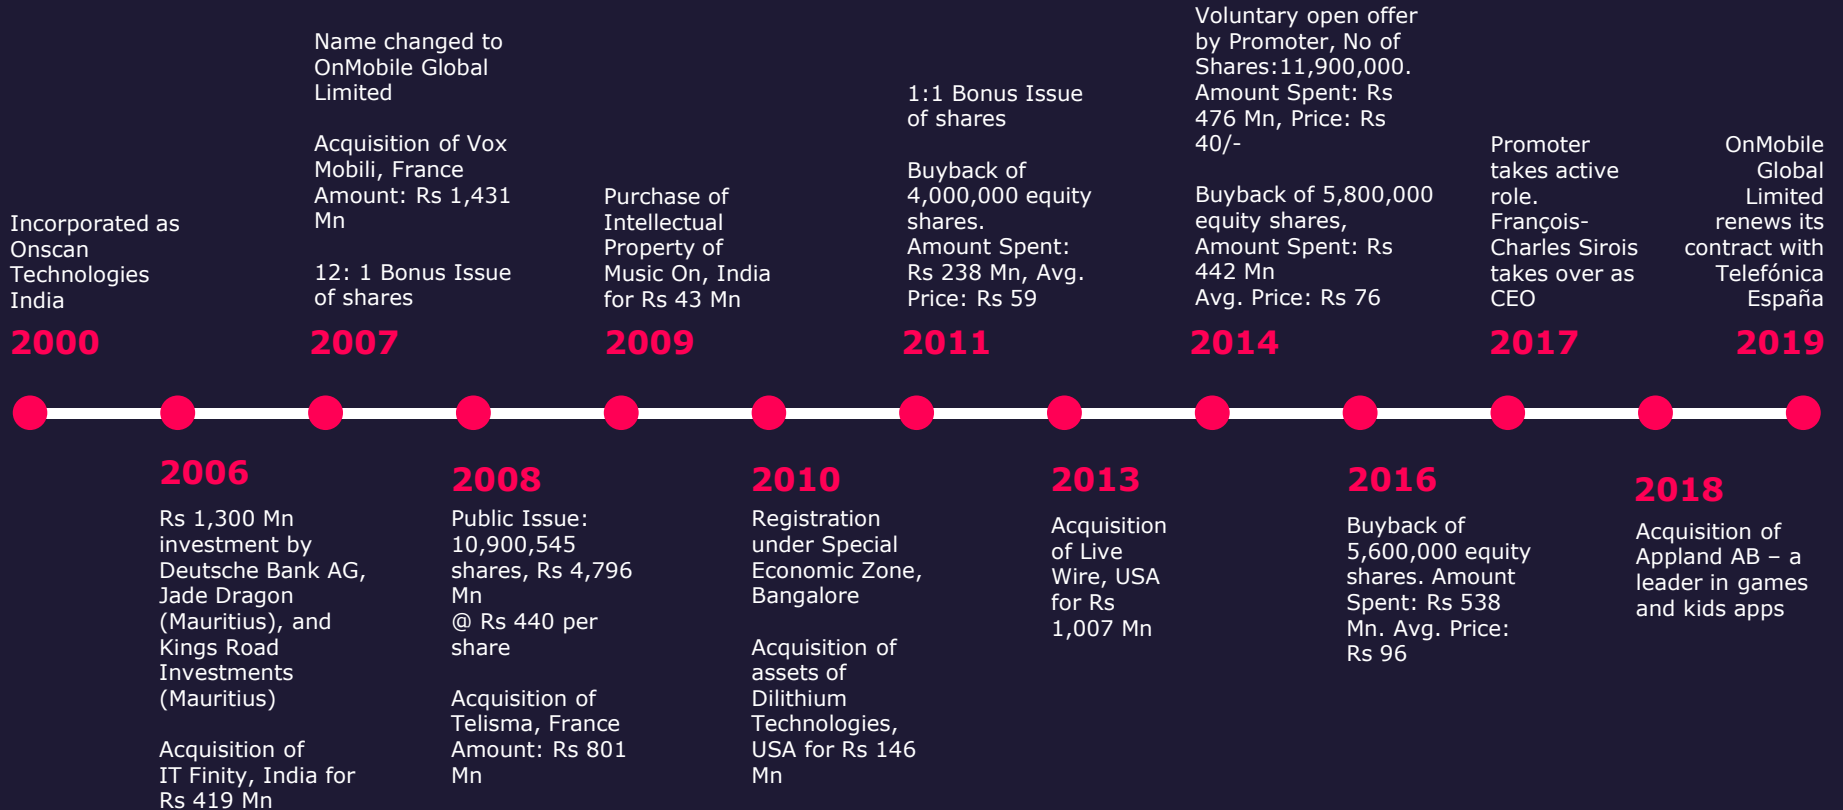 Incorporated as
Onscan
Technologies
India
2000
Rs 1,300 Mn
investment by
Deutsche Bank AG,
Jade Dragon
(Mauritius), and
Kings Road
Investments
(Mauritius)
Acquisition of
IT Finity, India for
Rs 419 Mn
2006
Name changed to
OnMobile Global
Limited
Acquisition of Vox
Mobili, France
Amount: Rs 1,431
Mn
12: 1 Bonus Issue
of shares
2007
2008
Public Issue:
10,900,545
shares, Rs 4,796
Mn
@ Rs 440 per
share
Acquisition of
Telisma, France
Amount: Rs 801
Mn
Purchase of
Intellectual
Property of
Music On, India
for Rs 43 Mn
2009
2010
Registration
under Special
Economic Zone,
Bangalore
Acquisition of
assets of
Dilithium
Technologies,
USA for Rs 146
Mn
1:1 Bonus Issue
of shares
Buyback of
4,000,000 equity
shares.
Amount Spent:
Rs 238 Mn, Avg.
Price: Rs 59
2011
2013
Acquisition
of Live
Wire, USA
for Rs
1,007 Mn
Voluntary open offer
by Promoter, No of
Shares:11,900,000.
Amount Spent: Rs
476 Mn, Price: Rs
40/-
Buyback of 5,800,000
equity shares,
Amount Spent: Rs
442 Mn
Avg. Price: Rs 76
2014
2016
Buyback of
5,600,000 equity
shares. Amount
Spent: Rs 538
Mn. Avg. Price:
Rs 96
Promoter
takes active
role.
François-
Charles Sirois
takes over as
CEO
2017
2018
Acquisition of
Appland AB – a
leader in games
and kids apps
OnMobile
Global
Limited
renews its
contract with
Telefónica
España
2019